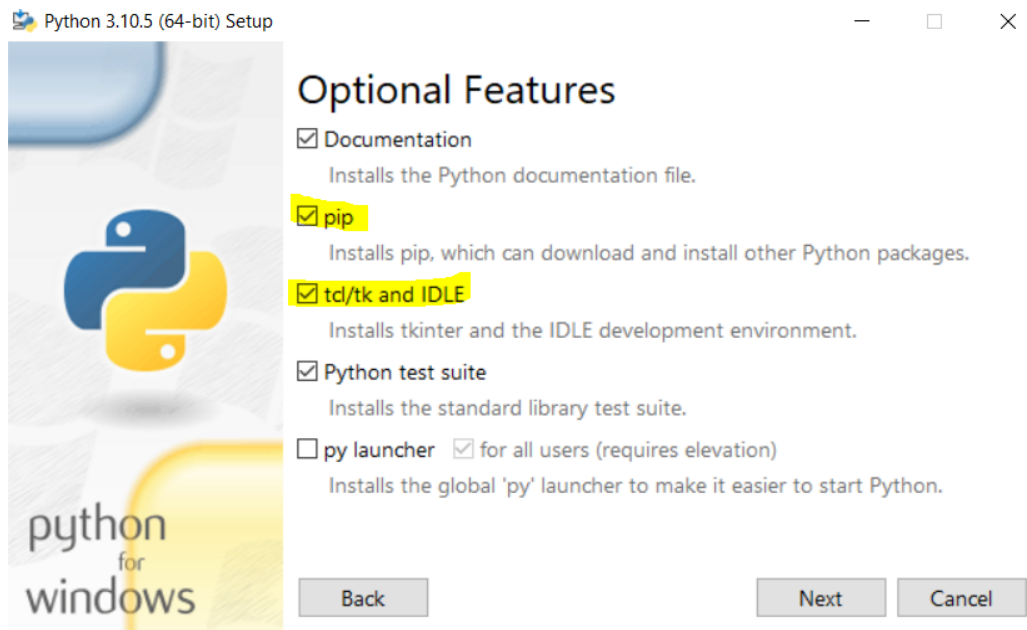 Python 3.10.5 (64-bit) Setup
Optional Features
Documentation
Installs the Python documentation file.
pip
Installs pip, which can download and install other Python packages.
tcl/tk and IDLE
Installs tkinter and the IDLE development environment.
Python test suite
Installs the standard library test suite.
py launcher for all users (requires elevation)
Installs the global 'py' launcher to make it easier to start Python.
python
for
windows
Back Next Cancel